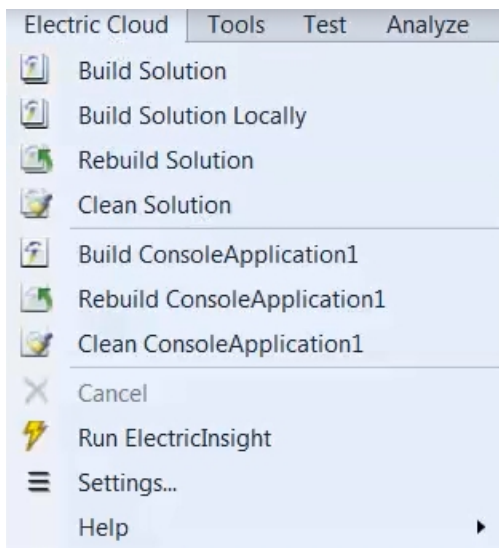 Electric Cloud Tools Test Analyze
Build Solution
Build Solution Locally
Rebuild Solution
Clean Solution
Build ConsoleApplication1
Rebuild ConsoleApplication1
Clean ConsoleApplication1
Cancel
Run ElectricInsight
Settings...
Help